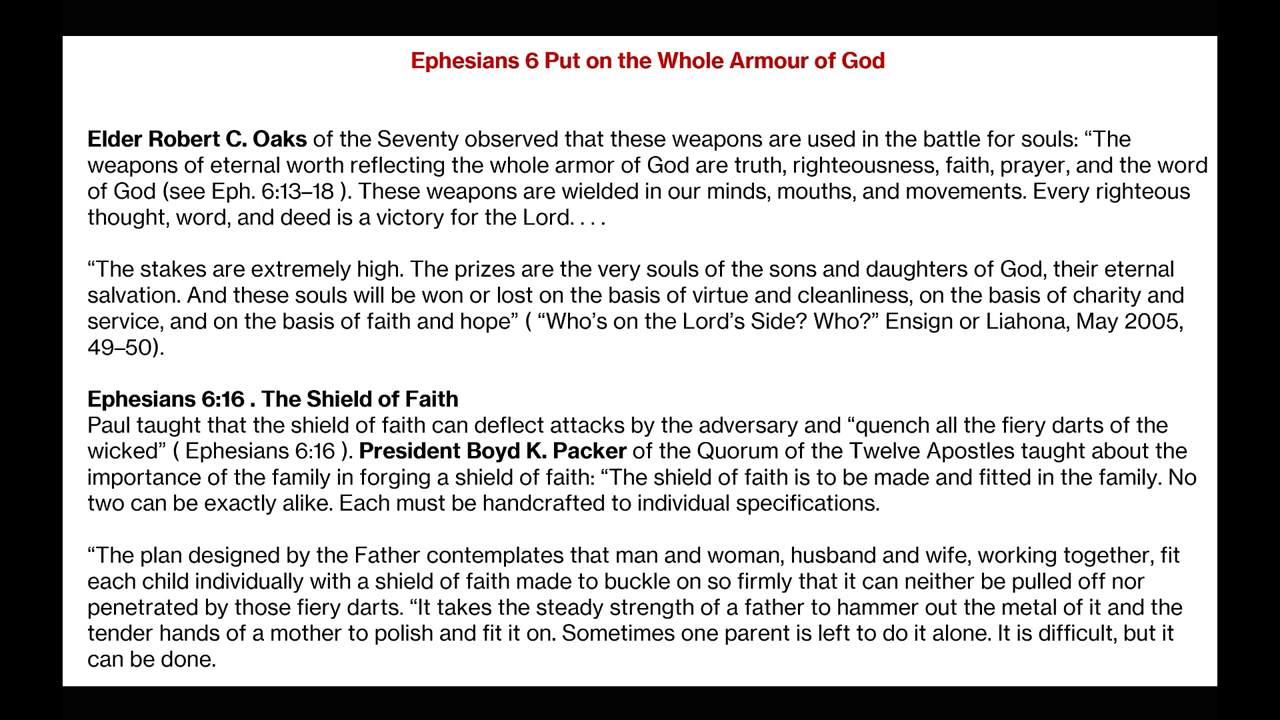 Ephesians 6 Put on the Whole Armour of God
Elder Robert C. Oaks of the Seventy observed that these weapons are used in the battle for souls: “The
weapons of eternal worth reflecting the whole armor of God are truth, righteousness, faith, prayer, and the word
of God (see Eph. 6:13–18 ). These weapons are wielded in our minds, mouths, and movements. Every righteous
thought, word, and deed is a victory for the Lord. . . .
“The stakes are extremely high. The prizes are the very souls of the sons and daughters of God, their eternal
salvation. And these souls will be won or lost on the basis of virtue and cleanliness, on the basis of charity and
service, and on the basis of faith and hope” ( “Who’s on the Lord’s Side? Who?” Ensign or Liahona, May 2005,
49–50).
Ephesians 6:16 . The Shield of Faith
Paul taught that the shield of faith can deflect attacks by the adversary and “quench all the fiery darts of the
wicked” ( Ephesians 6:16 ). President Boyd K. Packer of the Quorum of the Twelve Apostles taught about the
importance of the family in forging a shield of faith: “The shield of faith is to be made and fitted in the family. No
two can be exactly alike. Each must be handcrafted to individual specifications.
“The plan designed by the Father contemplates that man and woman, husband and wife, working together, fit
each child individually with a shield of faith made to buckle on so firmly that it can neither be pulled off nor
penetrated by those fiery darts. “It takes the steady strength of a father to hammer out the metal of it and the
tender hands of a mother to polish and fit it on. Sometimes one parent is left to do it alone. It is difficult, but it
can be done.